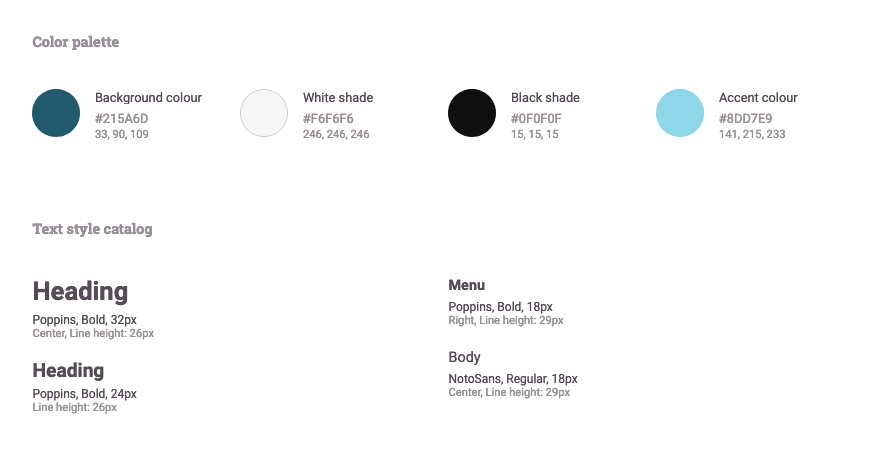 Color palette
Background colour
#215A6D
33, 90, 109
White shade
#F6F6F6
246, 246, 246
Black shade
#0F0F0F
15, 15, 15
Accent colour
#8DD7E9
141, 215, 233
Text style catalog
Heading
Poppins, Bold, 32px
Center, Line height: 26px
Heading
Poppins, Bold, 24px
Line height: 26px
Menu
Poppins, Bold, 18px
Right, Line height: 29px
Body
NotoSans, Regular, 18px
Center, Line height: 29px